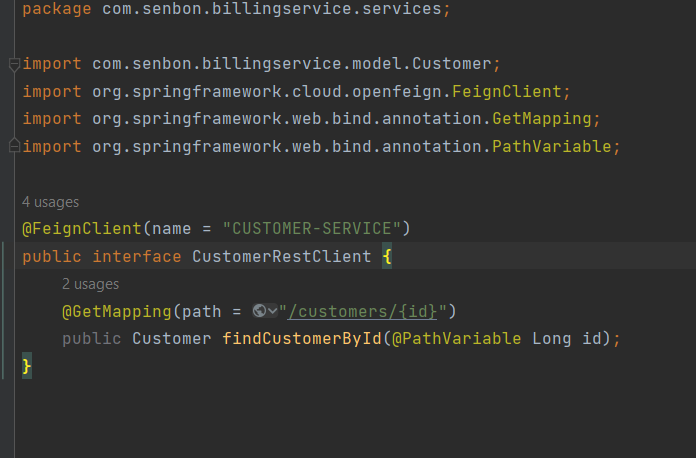 package com.senbon.billingservice.services;
import com.senbon.billingservice.model.Customer;
import org.springframework.cloud.openfeign.FeignClient;
import org.springframework.web.bind.annotation.GetMapping;
import org.springframework.web.bind.annotation.PathVariable;
4 usages
@FeignClient(name = "CUSTOMER-SERVICE")
public interface CustomerRestClient {
2 usages
@GetMapping(path = "/customers/{id}")
public Customer findCustomerById(@PathVariable Long id);
}